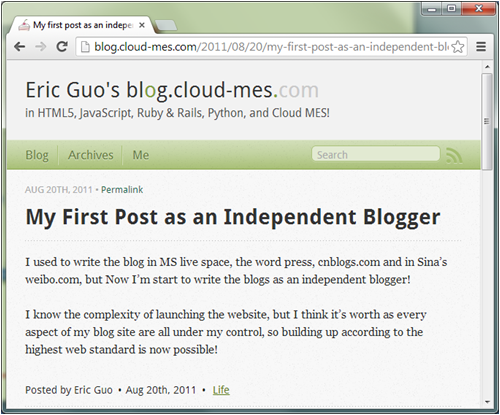 My first post as an indepen
blog.cloud-mes.com/2011/08/20/my-first-post-as-an-independent-bl
Eric Guo's blog.cloud-mes.com
in HTML5, JavaScript, Ruby & Rails, Python, and Cloud MES!
Blog Archives Me Search
AUG 20TH, 2011 • Permalink
My First Post as an Independent Blogger
I used to write the blog in MS live space, the word press, cnblogs.com and in Sina's
weibo.com, but Now I'm start to write the blogs as an independent blogger!
I know the complexity of launching the website, but I think it's worth as every
aspect of my blog site are all under my control, so building up according to the
highest web standard is now possible!
Posted by Eric Guo • Aug 20th, 2011 • Life